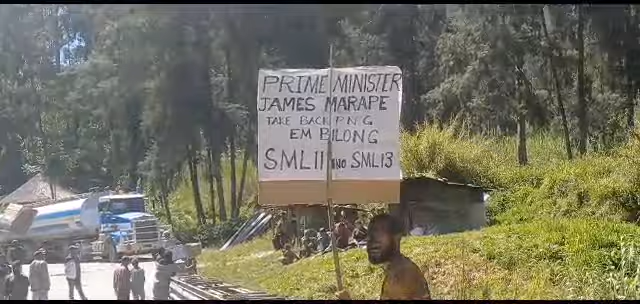 PRIME MINISTER
JAMES MARAPE
TAKE BACK P.N.G
EM BILONG
SML11 AND SML13